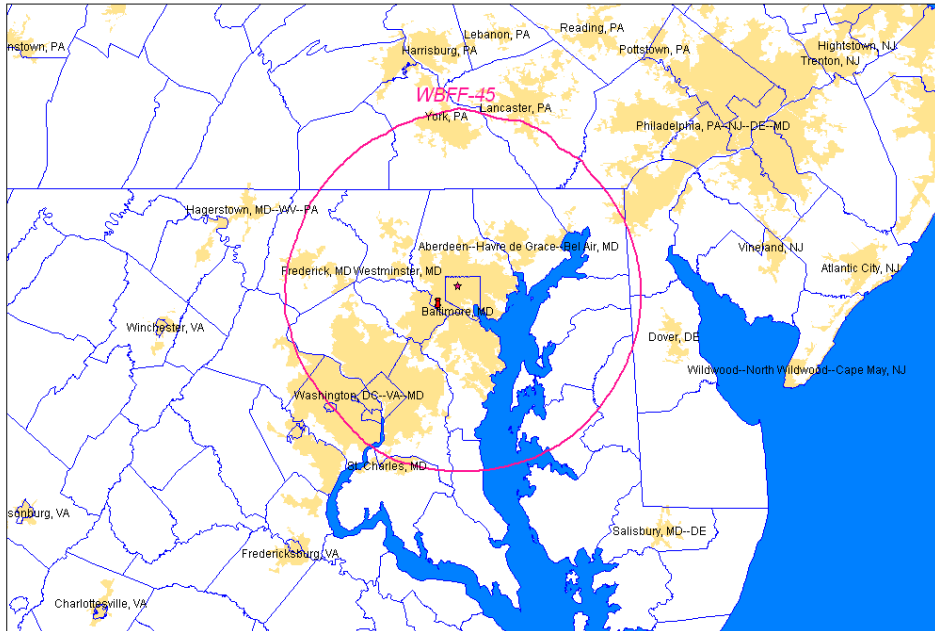 Lebanon, PA
Reading, PA
nstown, PA
Harrisburg, PA
Pottstown, PA
Hightstown, NJ
Trenton, NJ
WBFF-45
Lancaster, PA
York, PA
Philadelphia, PA--NJ--DE--MD
Hagerstown, MD--WV--PA
Aberdeen--Havre de Grace--Bel Air, MD
Vineland, NJ
Frederick, MD
Westminster, MD
Atlantic City, NJ
Baltimore, MD
Winchester, VA
Dover, DE
Wildwood--North Wildwood--Cape May, NJ
Washington, DC--VA--MD
St. Charles, MD
sonburg, VA
Salisbury, MD--DE
Fredericksburg, VA
Charlottesville, VA